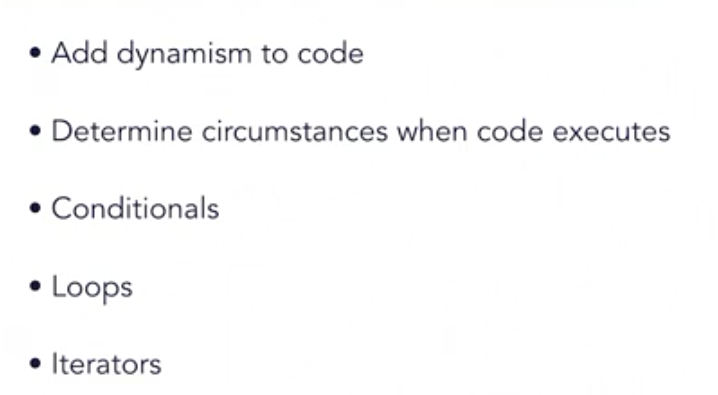 • Add dynamism to code
• Determine circumstances when code executes
• Conditionals
• Loops
• Iterators